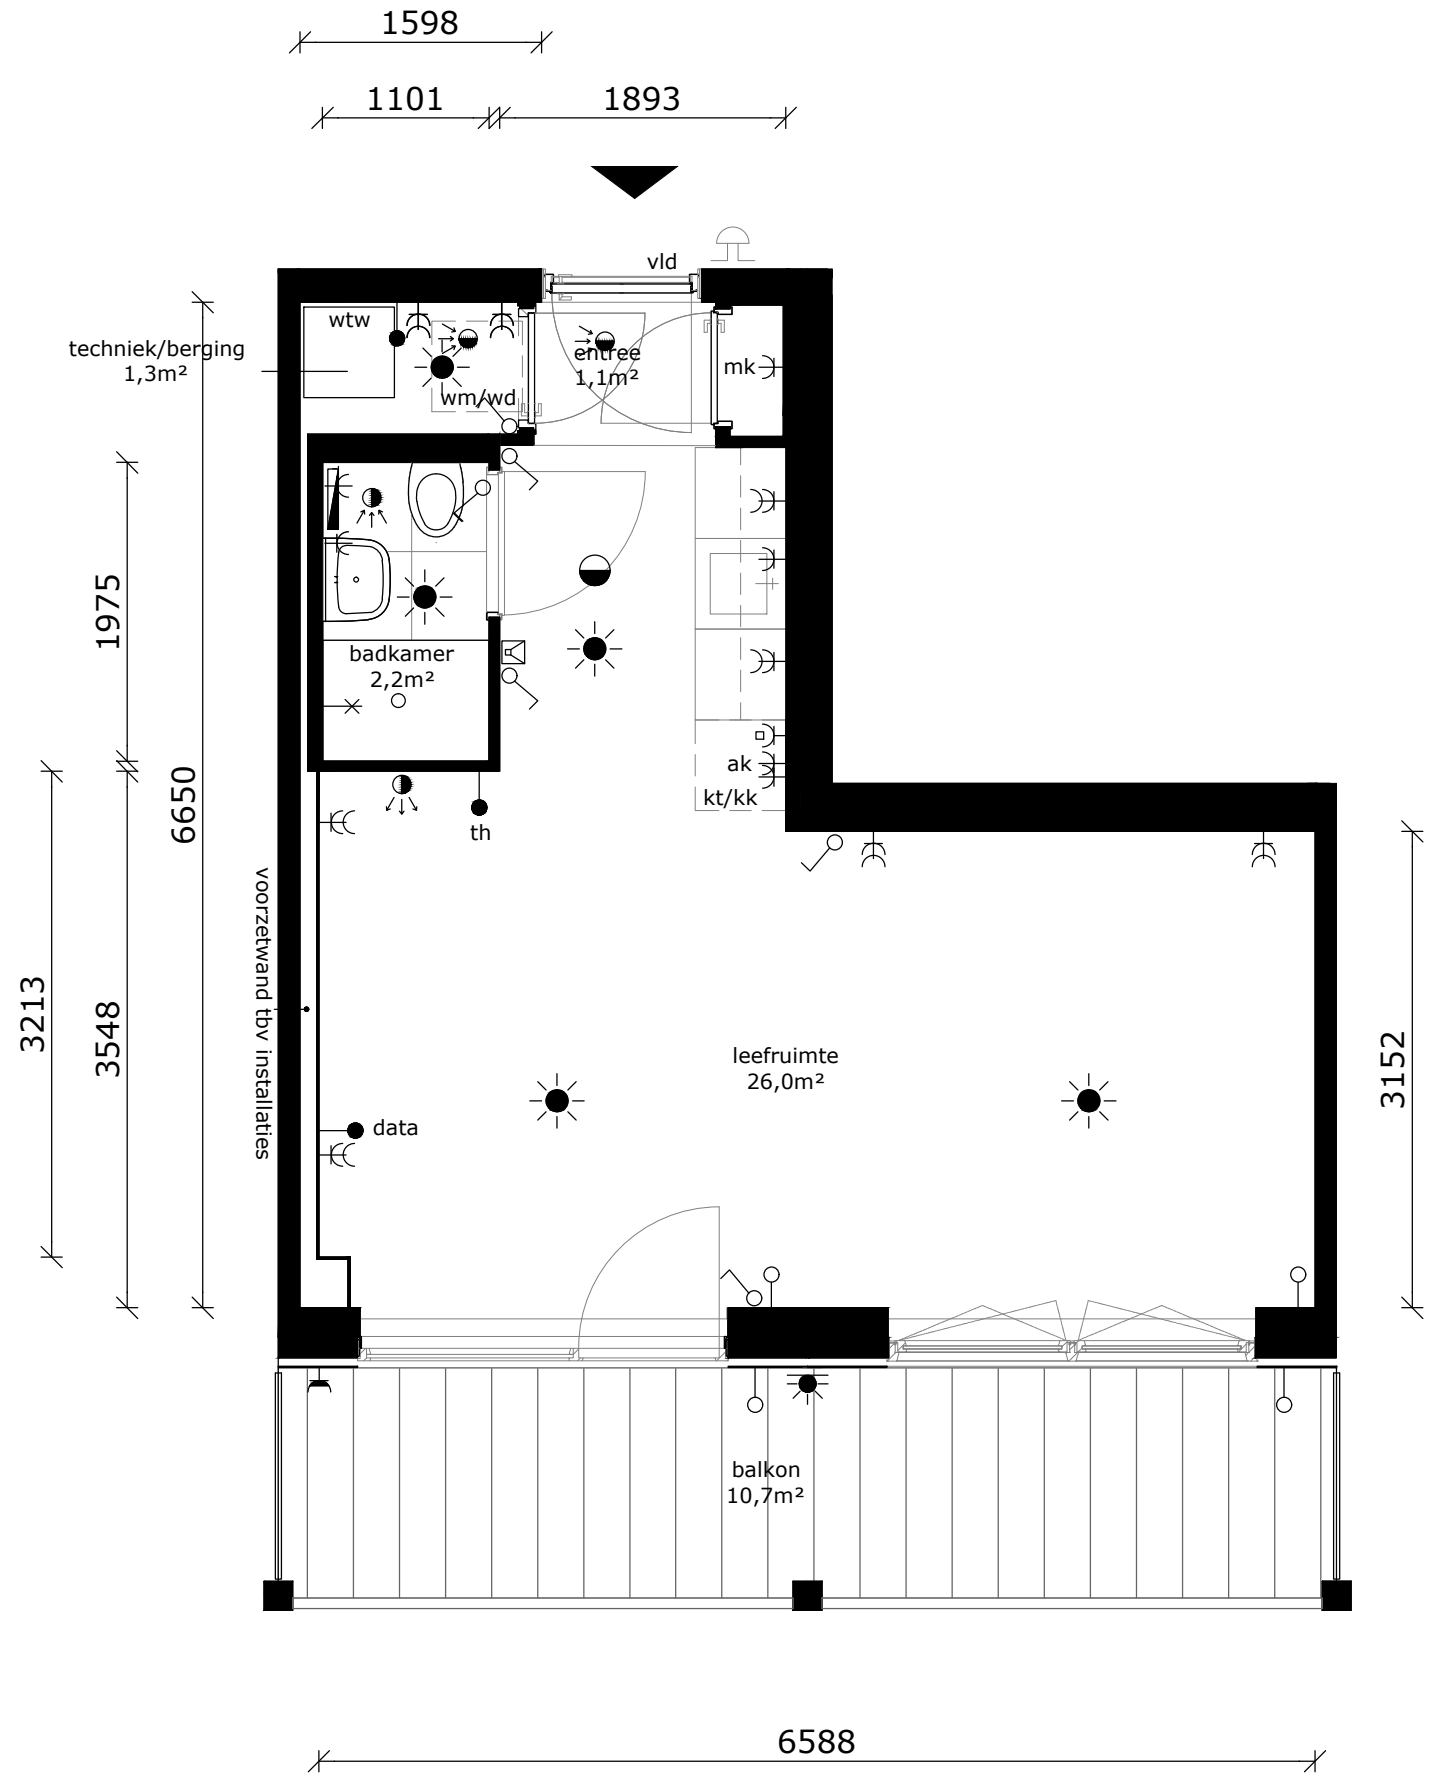 1598
1101
1893
vld
wtw
techniek/berging
1,3m²
entree
1,1m²
mk
wm/wd
1975
badkamer
2,2m²
6650
ak
kt/kk
th
voorzetwand tbv installaties
3213
3548
leefruimte
26,0m²
3152
data
balkon
10,7m²
6588